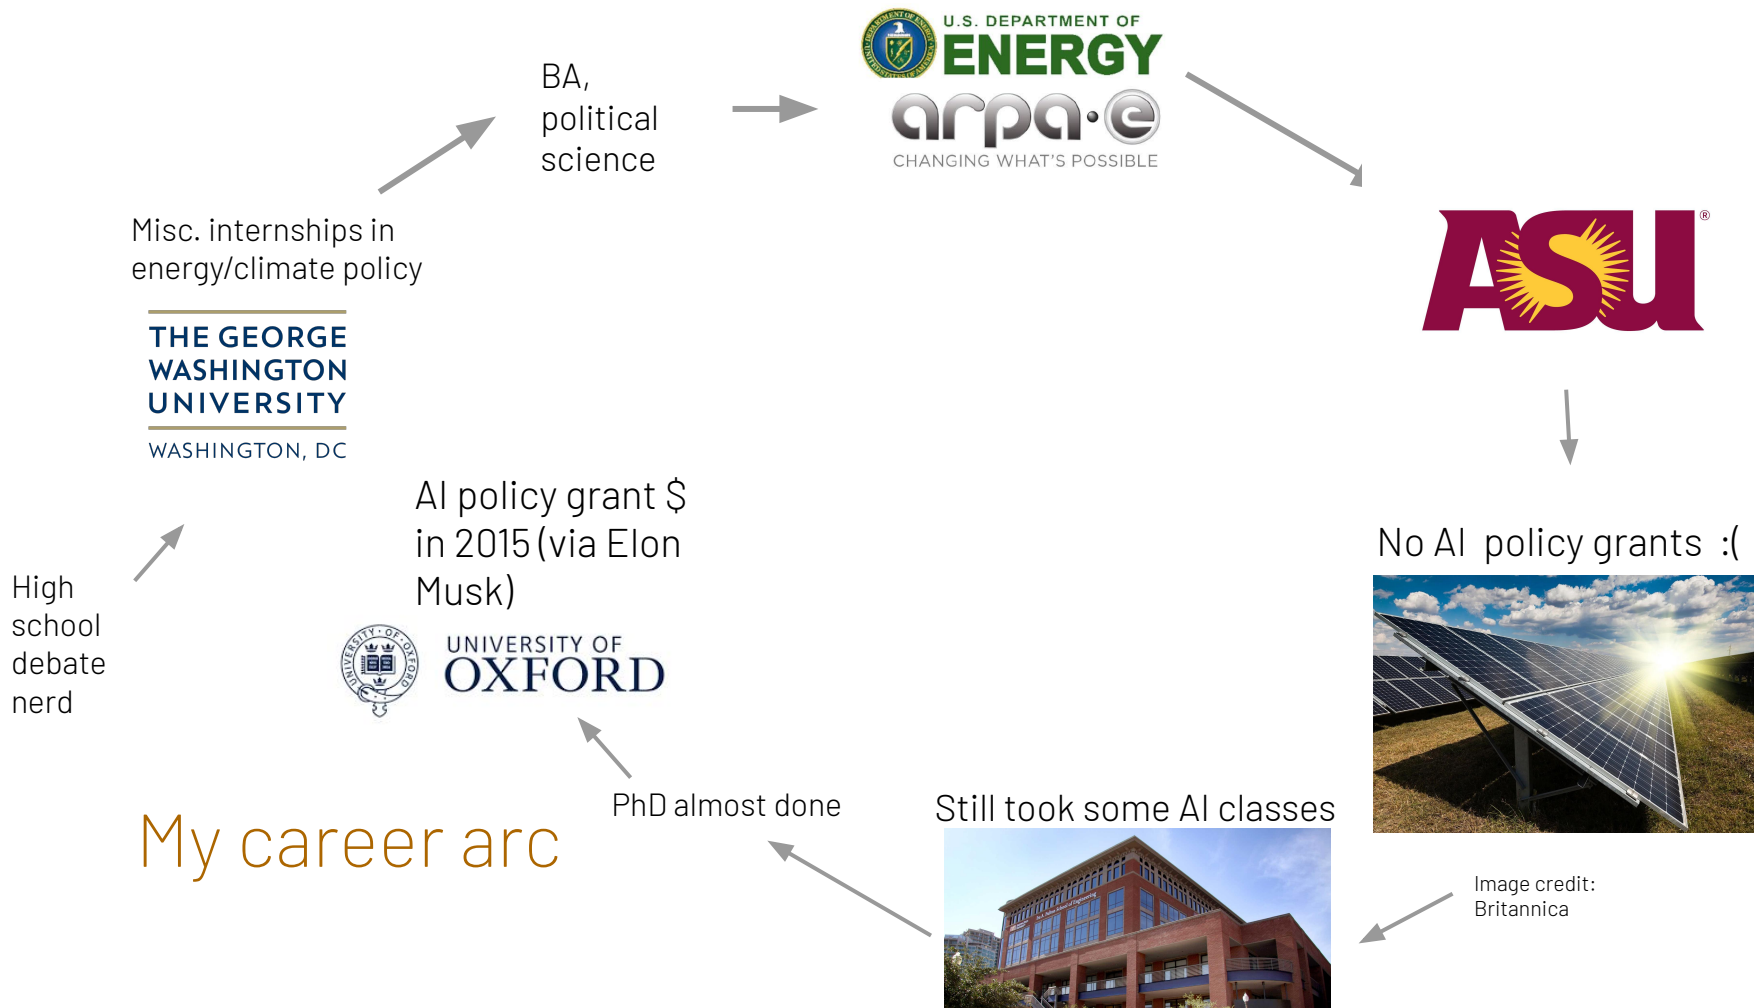 High
school
debate
nerd
Misc. internships in
energy/climate policy
THE GEORGE
WASHINGTON
UNIVERSITY
WASHINGTON, DC
BA,
political
science
U.S. DEPARTMENT OF
ENERGY
arpa·e
CHANGING WHAT'S POSSIBLE
ASU®
No AI policy grants :(
Image credit:
Britannica
Still took some AI classes
PhD almost done
AI policy grant $
in 2015 (via Elon
Musk)
UNIVERSITY OF
OXFORD
My career arc